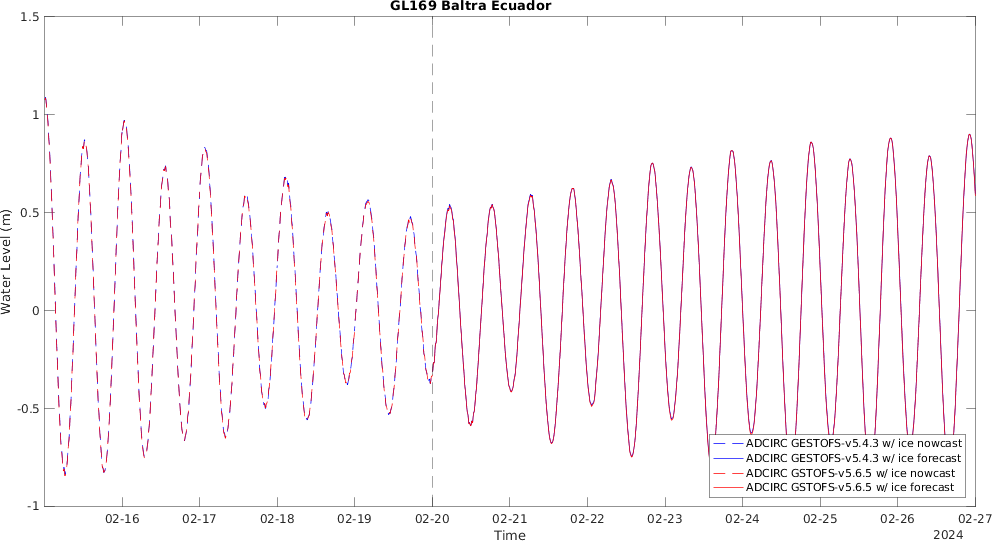 GL169 Baltra Ecuador
1.5
1
0.5
0
-0.5
-1
Water Level (m)
ADCIRC GESTOFS-v5.4.3 w/ ice nowcast
ADCIRC GESTOFS-v5.4.3 w/ ice forecast
ADCIRC GSTOFS-v5.6.5 w/ ice nowcast
ADCIRC GSTOFS-v5.6.5 w/ ice forecast
02-16 02-17 02-18 02-19 02-20 02-21 02-22 02-23 02-24 02-25 02-26 02-27
Time
2024